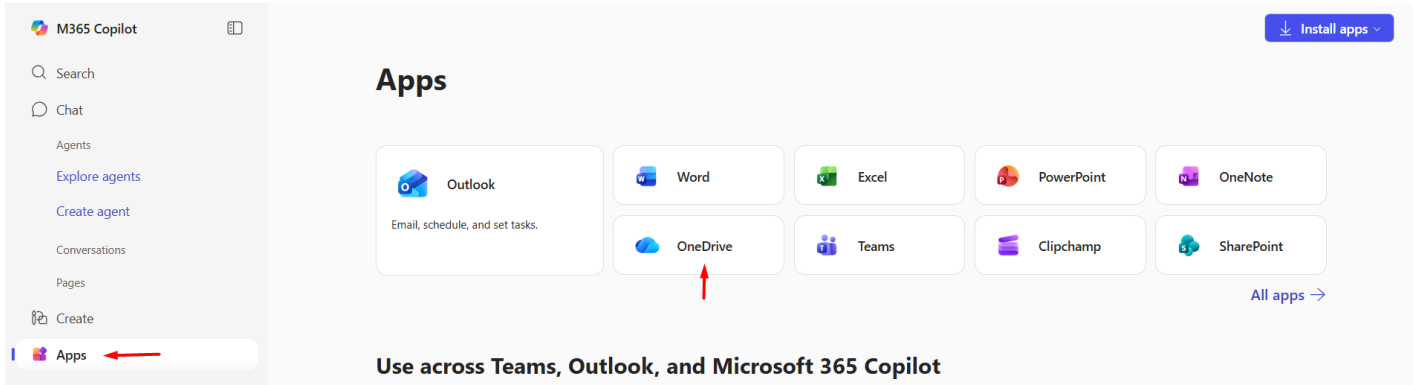 M365 Copilot
Search
Chat
Agents
Explore agents
Create agent
Conversations
Pages
Create
Apps
Install apps
Apps
Outlook
Email, schedule, and set tasks.
Word
Excel
PowerPoint
OneNote
OneDrive
Teams
Clipchamp
SharePoint
All apps
Use across Teams, Outlook, and Microsoft 365 Copilot